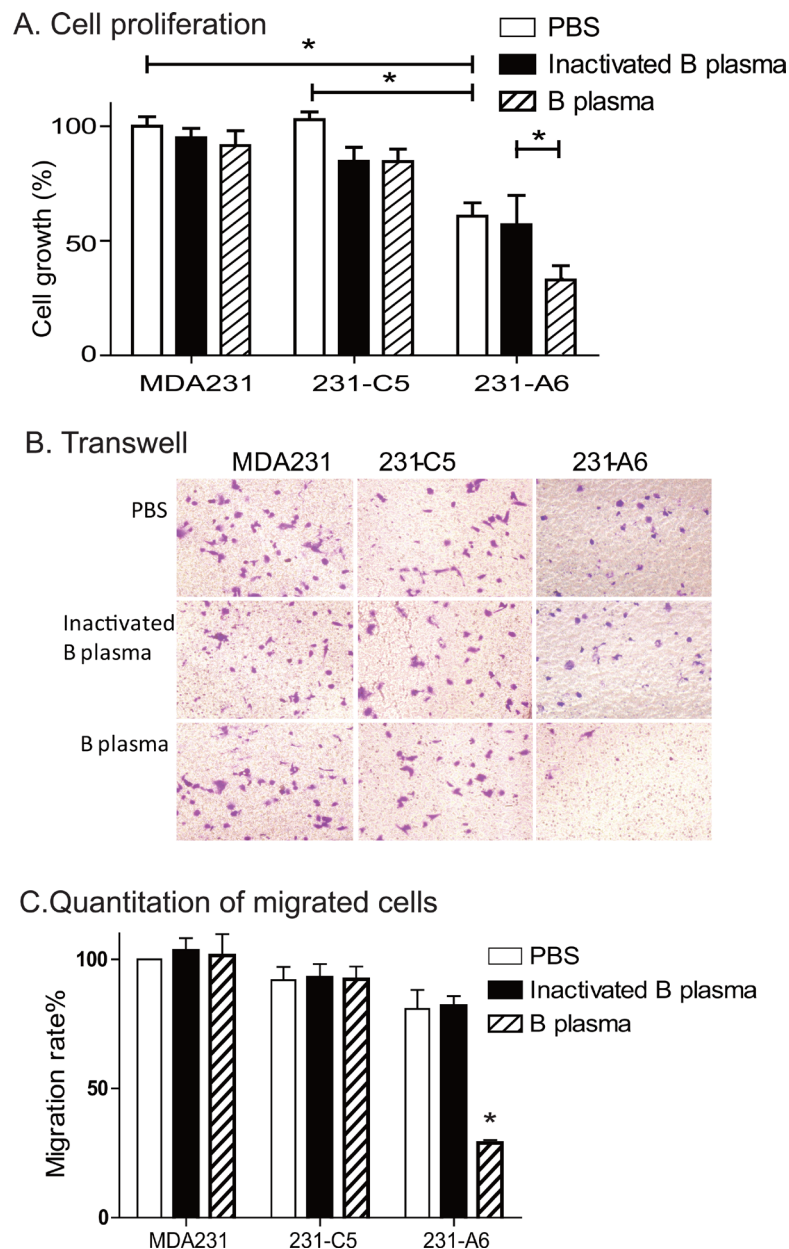 A. Cell proliferation
PBS
Inactivated B plasma
B plasma
*
*
*
Cell growth (%)
100
50
0
MDA231
231-C5
231-A6
B. Transwell
MDA231 231-C5 231-A6
PBS
Inactivated
B plasma
B plasma
C.Quantitation of migrated cells
PBS
Inactivated B plasma
B plasma
*
Migration rate%
100
50
0
MDA231
231-C5
231-A6